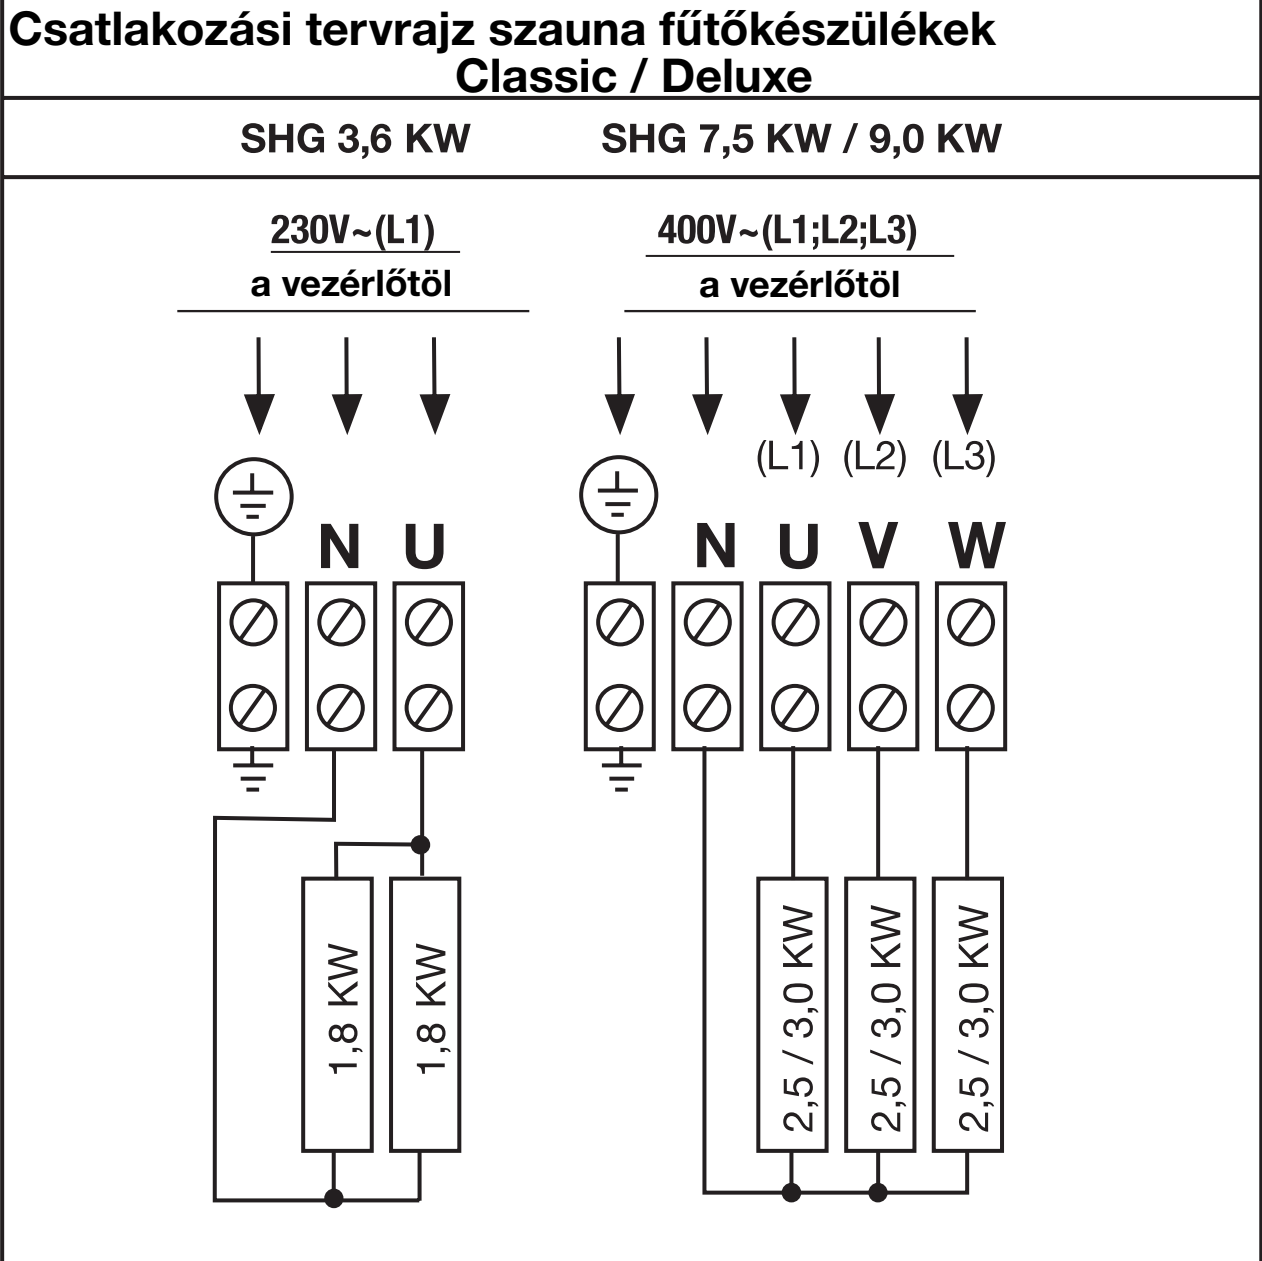 Csatlakozási tervrajz szauna fűtőkészülékek
Classic / Deluxe
SHG 3,6 KW
SHG 7,5 KW / 9,0 KW
230V~(L1)
a vezérlőtöl
400V~(L1;L2;L3)
a vezérlőtöl
(L1) (L2) (L3)
N U
N U V W
1,8 KW
1,8 KW
2,5 / 3,0 KW
2,5 / 3,0 KW
2,5 / 3,0 KW